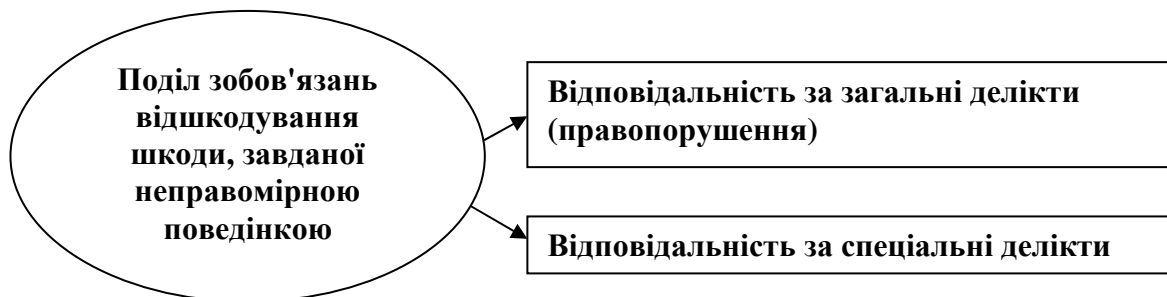 Поділ зобов'язань
відшкодування
шкоди, завданої
неправомірною
поведінкою
Відповідальність за загальні делікти
(правопорушення)
Відповідальність за спеціальні делікти